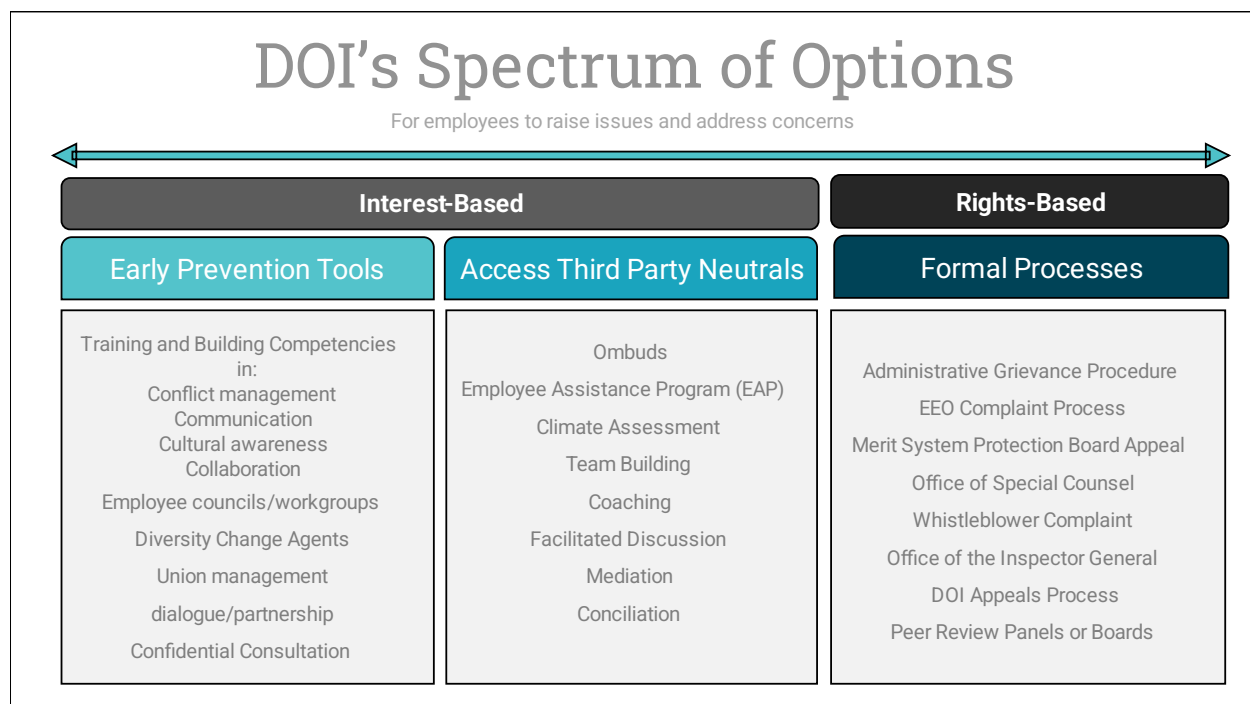 DOI’s Spectrum of Options
For employees to raise issues and address concerns
Interest-Based
Rights-Based
Early Prevention Tools
Access Third Party Neutrals
Formal Processes
Training and Building Competencies
in:
Conflict management
Communication
Cultural awareness
Collaboration
Employee councils/workgroups
Diversity Change Agents
Union management
dialogue/partnership
Confidential Consultation
Ombuds
Employee Assistance Program (EAP)
Climate Assessment
Team Building
Coaching
Facilitated Discussion
Mediation
Conciliation
Administrative Grievance Procedure
EEO Complaint Process
Merit System Protection Board Appeal
Office of Special Counsel
Whistleblower Complaint
Office of the Inspector General
DOI Appeals Process
Peer Review Panels or Boards